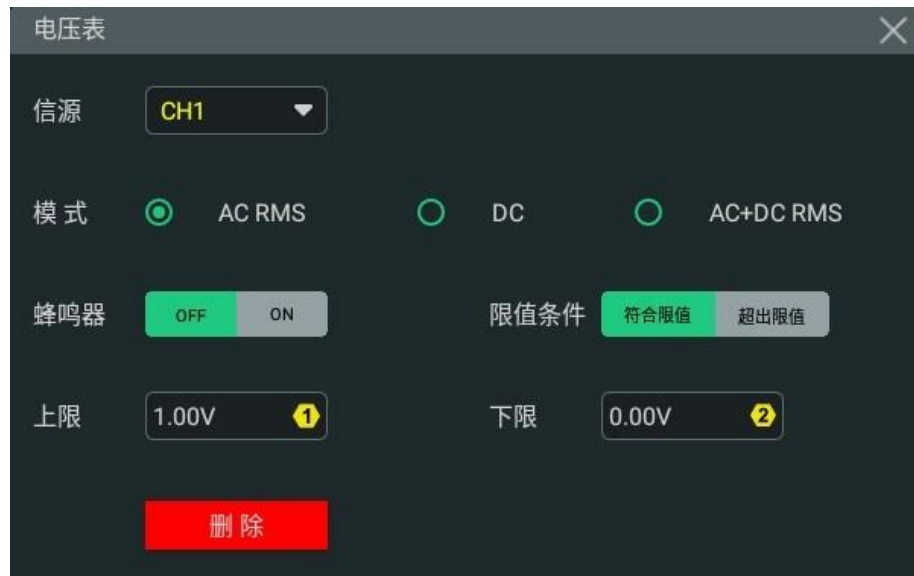 电压表
信源 CH1
模 式 AC RMS DC AC+DC RMS
蜂鸣器 OFF ON 限值条件 符合限值 超出限值
上限 1.00V 1 下限 0.00V 2
删 除